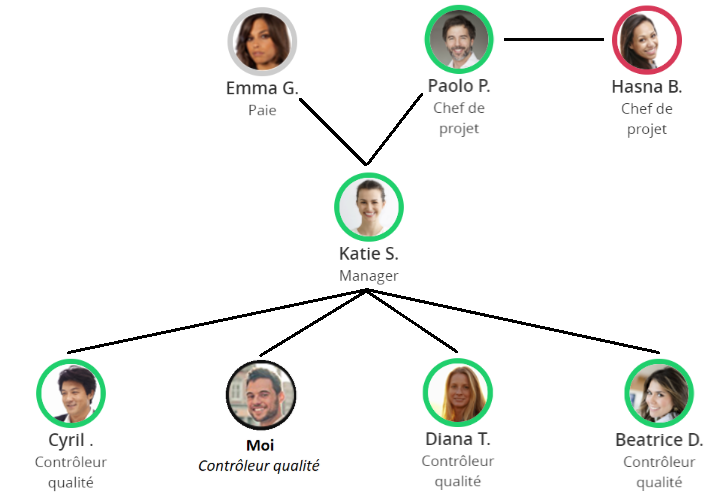 Emma G.
Paie
Paolo P.
Chef de
projet
Hasna B.
Chef de
projet
Katie S.
Manager
Cyril .
Contrôleur
qualité
Moi
Contrôleur qualité
Diana T.
Contrôleur
qualité
Beatrice D.
Contrôleur
qualité